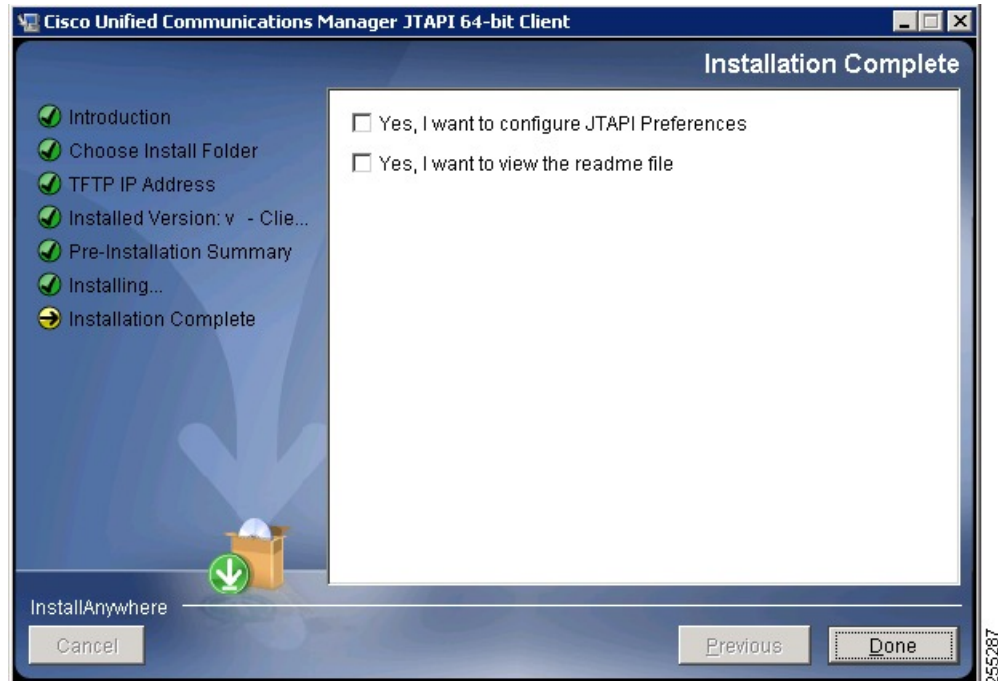 Cisco Unified Communications Manager JTAPI 64-bit Client
Installation Complete
Introduction
Choose Install Folder
TFTP IP Address
Installed Version: v - Clie...
Pre-Installation Summary
Installing...
Installation Complete
Yes, I want to configure JTAPI Preferences
Yes, I want to view the readme file
InstallAnywhere
Cancel
Previous
Done
255287